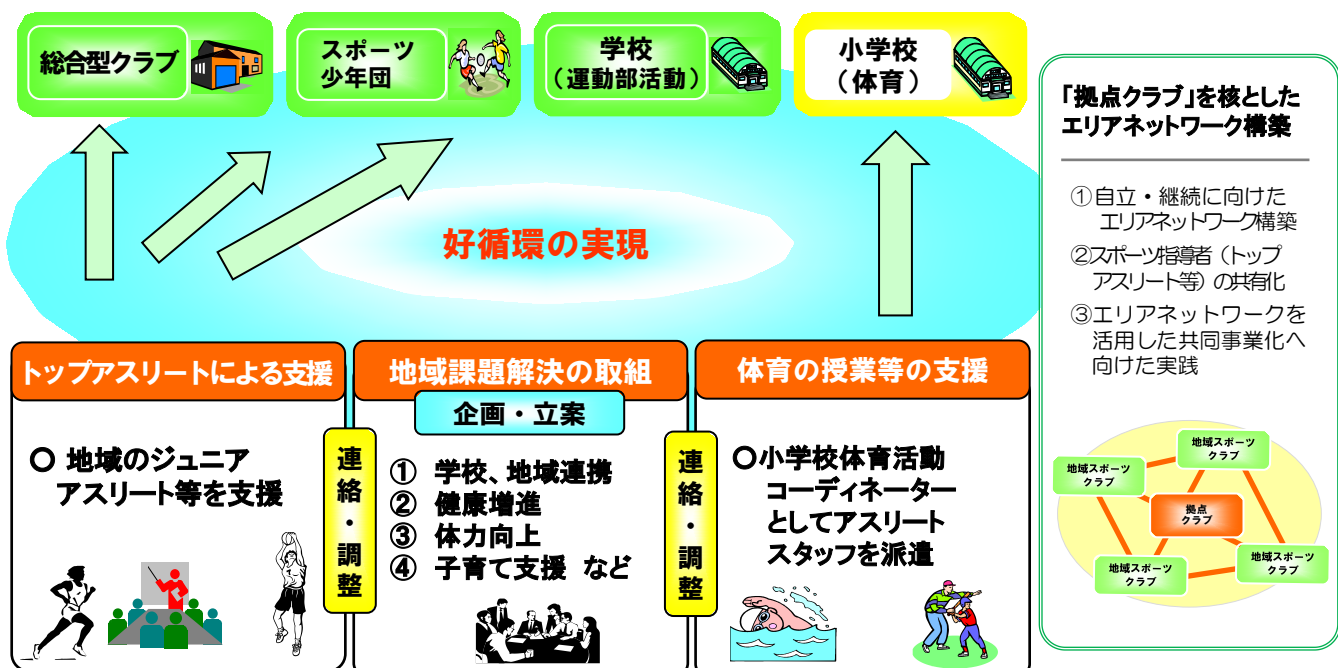 総合型クラブ
スポーツ
少年団
学校
（運動部活動）
小学校
（体育）
好循環の実現
トップアスリートによる支援
〇 地域のジュニア
アスリート等を支援
連絡・調整
地域課題解決の取組
企画・立案
① 学校、地域連携
② 健康増進
③ 体力向上
④ 子育て支援 など
連絡・調整
体育の授業等の支援
〇小学校体育活動
コーディネーター
としてアスリート
スタッフを派遣
「拠点クラブ」を核とした
エリアネットワーク構築
①自立・継続に向けた
エリアネットワーク構築
②スポーツ指導者（トップ
アスリート等）の共有化
③エリアネットワークを
活用した共同事業化へ
向けた実践
地域スポーツ
クラブ
地域スポーツ
クラブ
拠点
クラブ
地域スポーツ
クラブ
地域スポーツ
クラブ